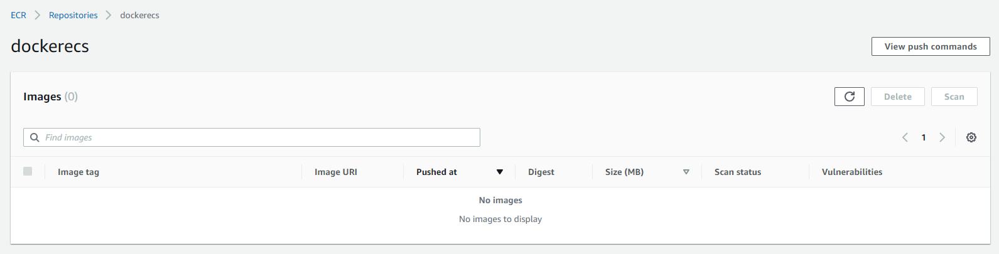 ECR > Repositories > dockerecs
dockerecs
View push commands
Images (0)
Delete
Scan
Find images
1
Image tag
Image URI
Pushed at
Digest
Size (MB)
Scan status
Vulnerabilities
No images
No images to display